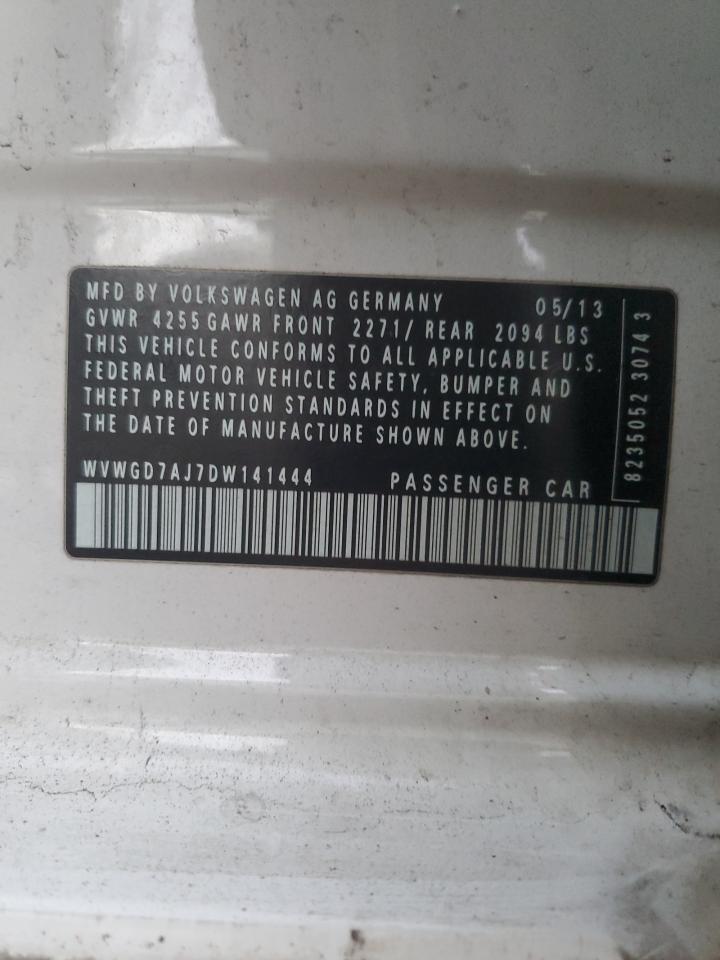 MFD BY VOLKSWAGEN AG GERMANY 05/13
GVWR 4255 GAWR FRONT 2271/ REAR 2094 LBS
THIS VEHICLE CONFORMS TO ALL APPLICABLE U.S.
FEDERAL MOTOR VEHICLE SAFETY, BUMPER AND
THEFT PREVENTION STANDARDS IN EFFECT ON
THE DATE OF MANUFACTURE SHOWN ABOVE.
WVWGD7AJ7DW141444 PASSENGER CAR
8235052 3074 3